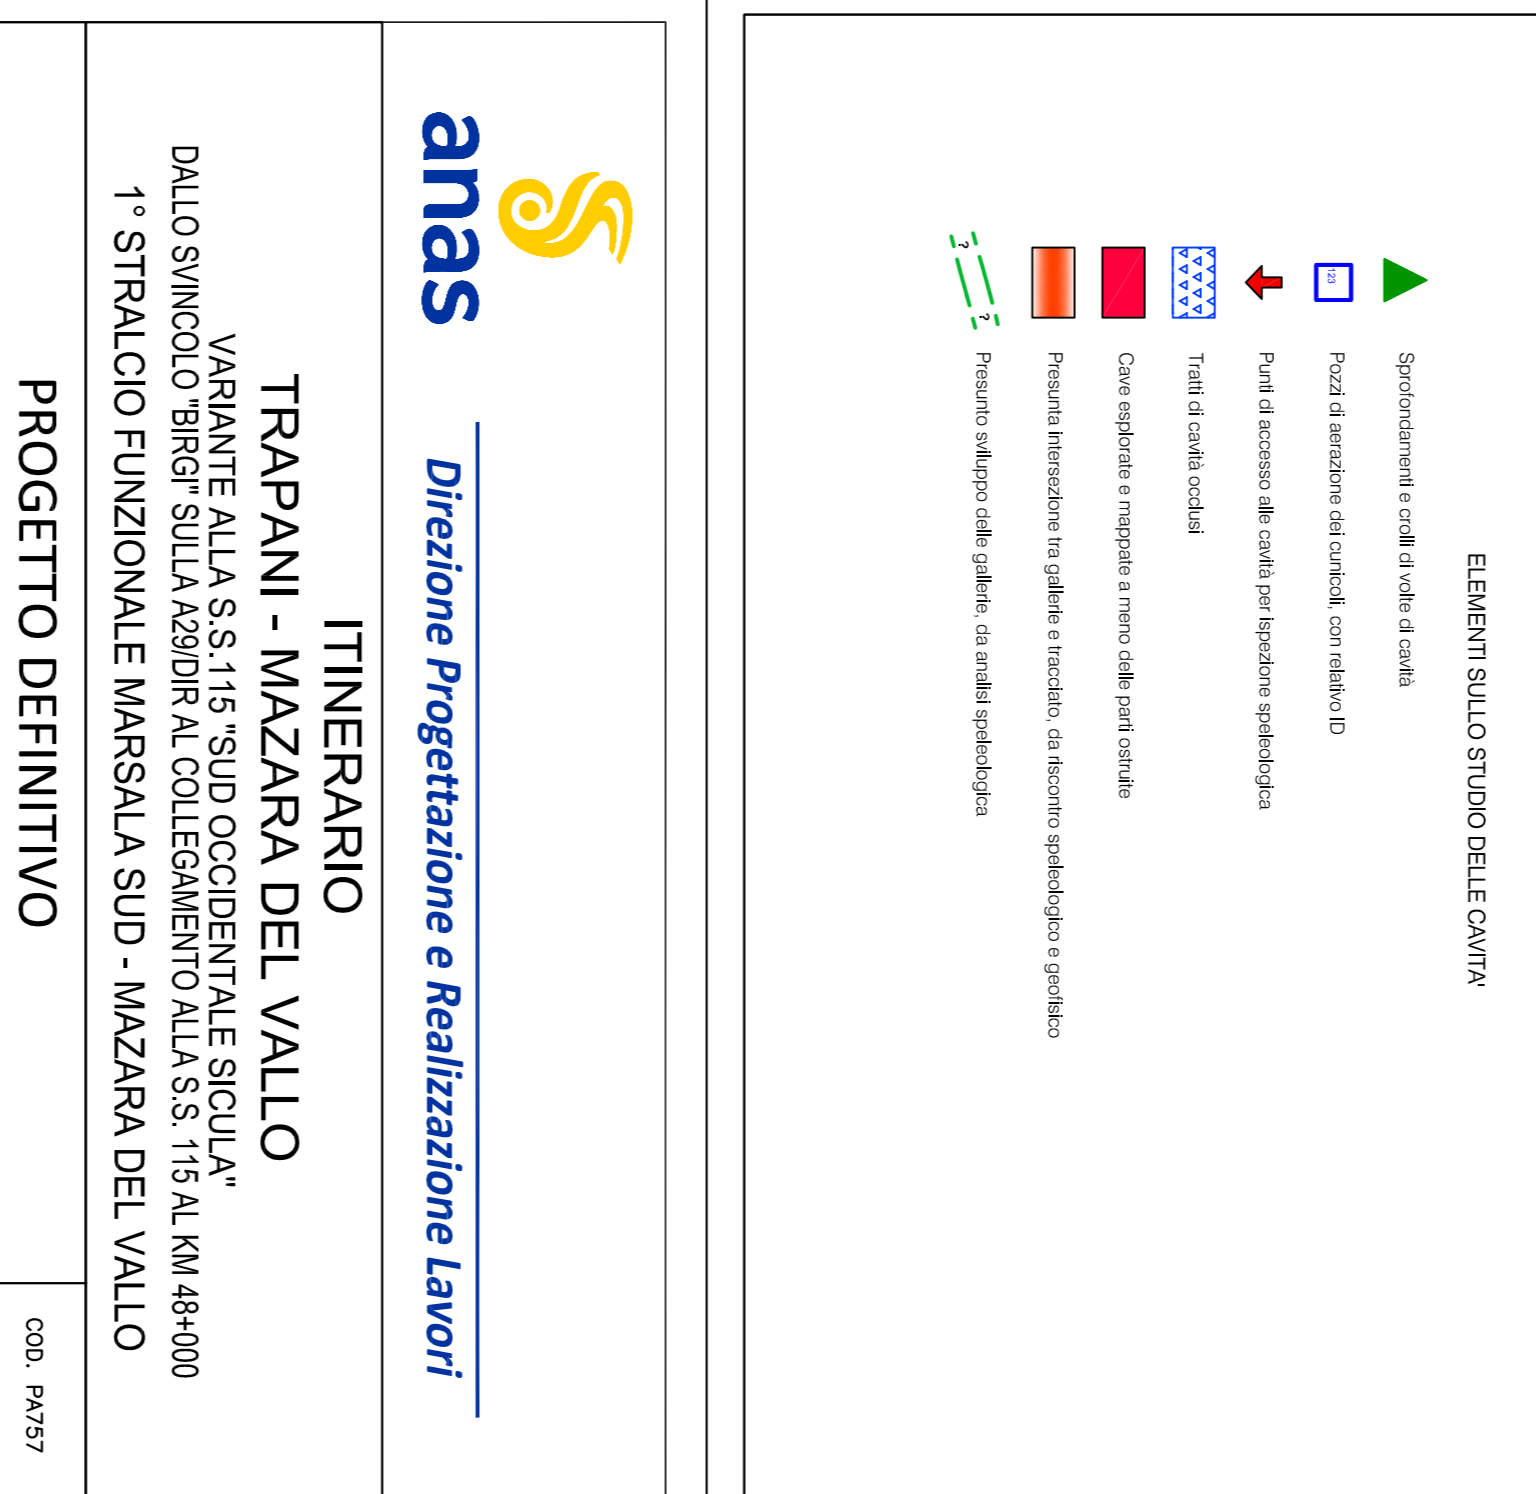 ELEMENTI SULLO STUDIO DELLE CAVITA'
Sprofondamenti e crolli di volte di cavità
123
Pozzi di aerazione dei cunicoli, con relativo ID
Punti di accesso alle cavità per ispezione speleologica
Tratti di cavità occlusi
Cave esplorate e mappate a meno delle parti ostruite
Presunta intersezione tra gallerie e tracciato, da riscontro speleologico e geofisico
? ?
Presunto sviluppo delle gallerie, da analisi speleologica
anas
Direzione Progettazione e Realizzazione Lavori
ITINERARIO
TRAPANI - MAZARA DEL VALLO
VARIANTE ALLA S.S.115 "SUD OCCIDENTALE SICULA"
DALLO SVINCOLO "BIRGI" SULLA A29/DIR AL COLLEGAMENTO ALLA S.S. 115 AL KM 48+000
1° STRALCIO FUNZIONALE MARSALA SUD - MAZARA DEL VALLO
PROGETTO DEFINITIVO
COD. PA757